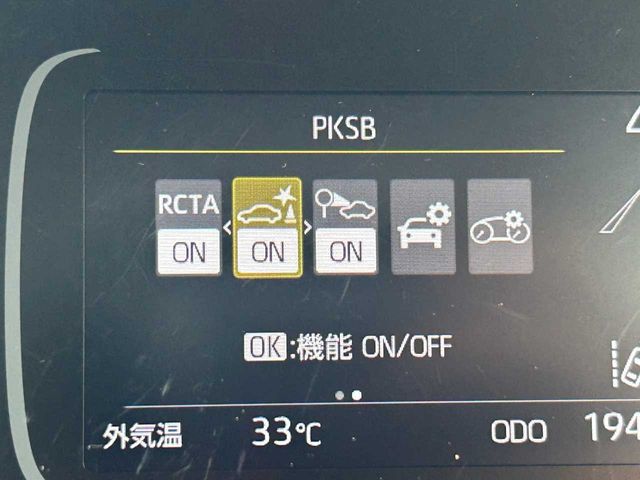 PKSB
RCTA
ON ON ON
OK:機能 ON/OFF
外気温 33℃ ODO 194